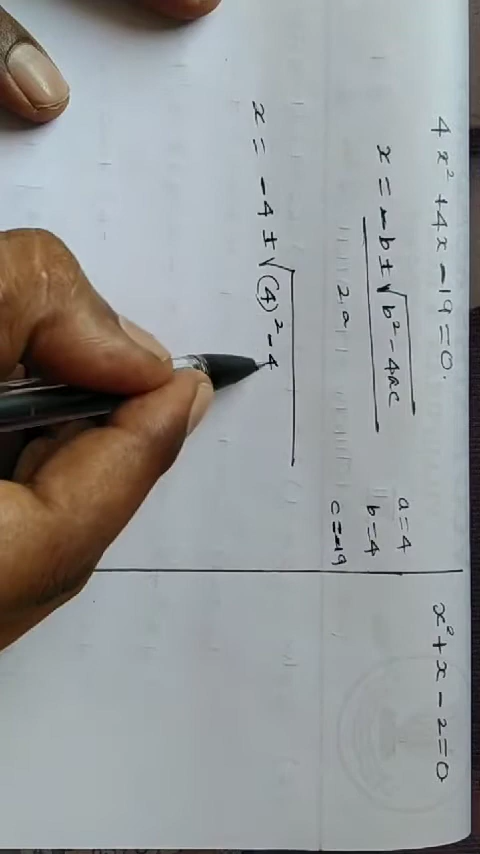 4x² + 4x - 19 = 0.
x = -b ± √b² - 4ac
2a
a = 4
b = 4
c = -19
x = -4 ± √(4)² - 4
x² + x - 2 = 0